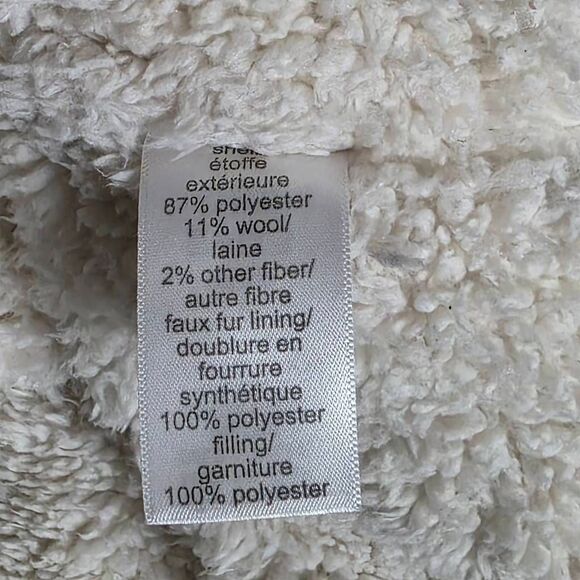 shell/
étoffe
extérieure
87% polyester
11% wool/
laine
2% other fiber/
autre fibre
faux fur lining/
doublure en
fourrure
synthétique
100% polyester
filling/
garniture
100% polyester